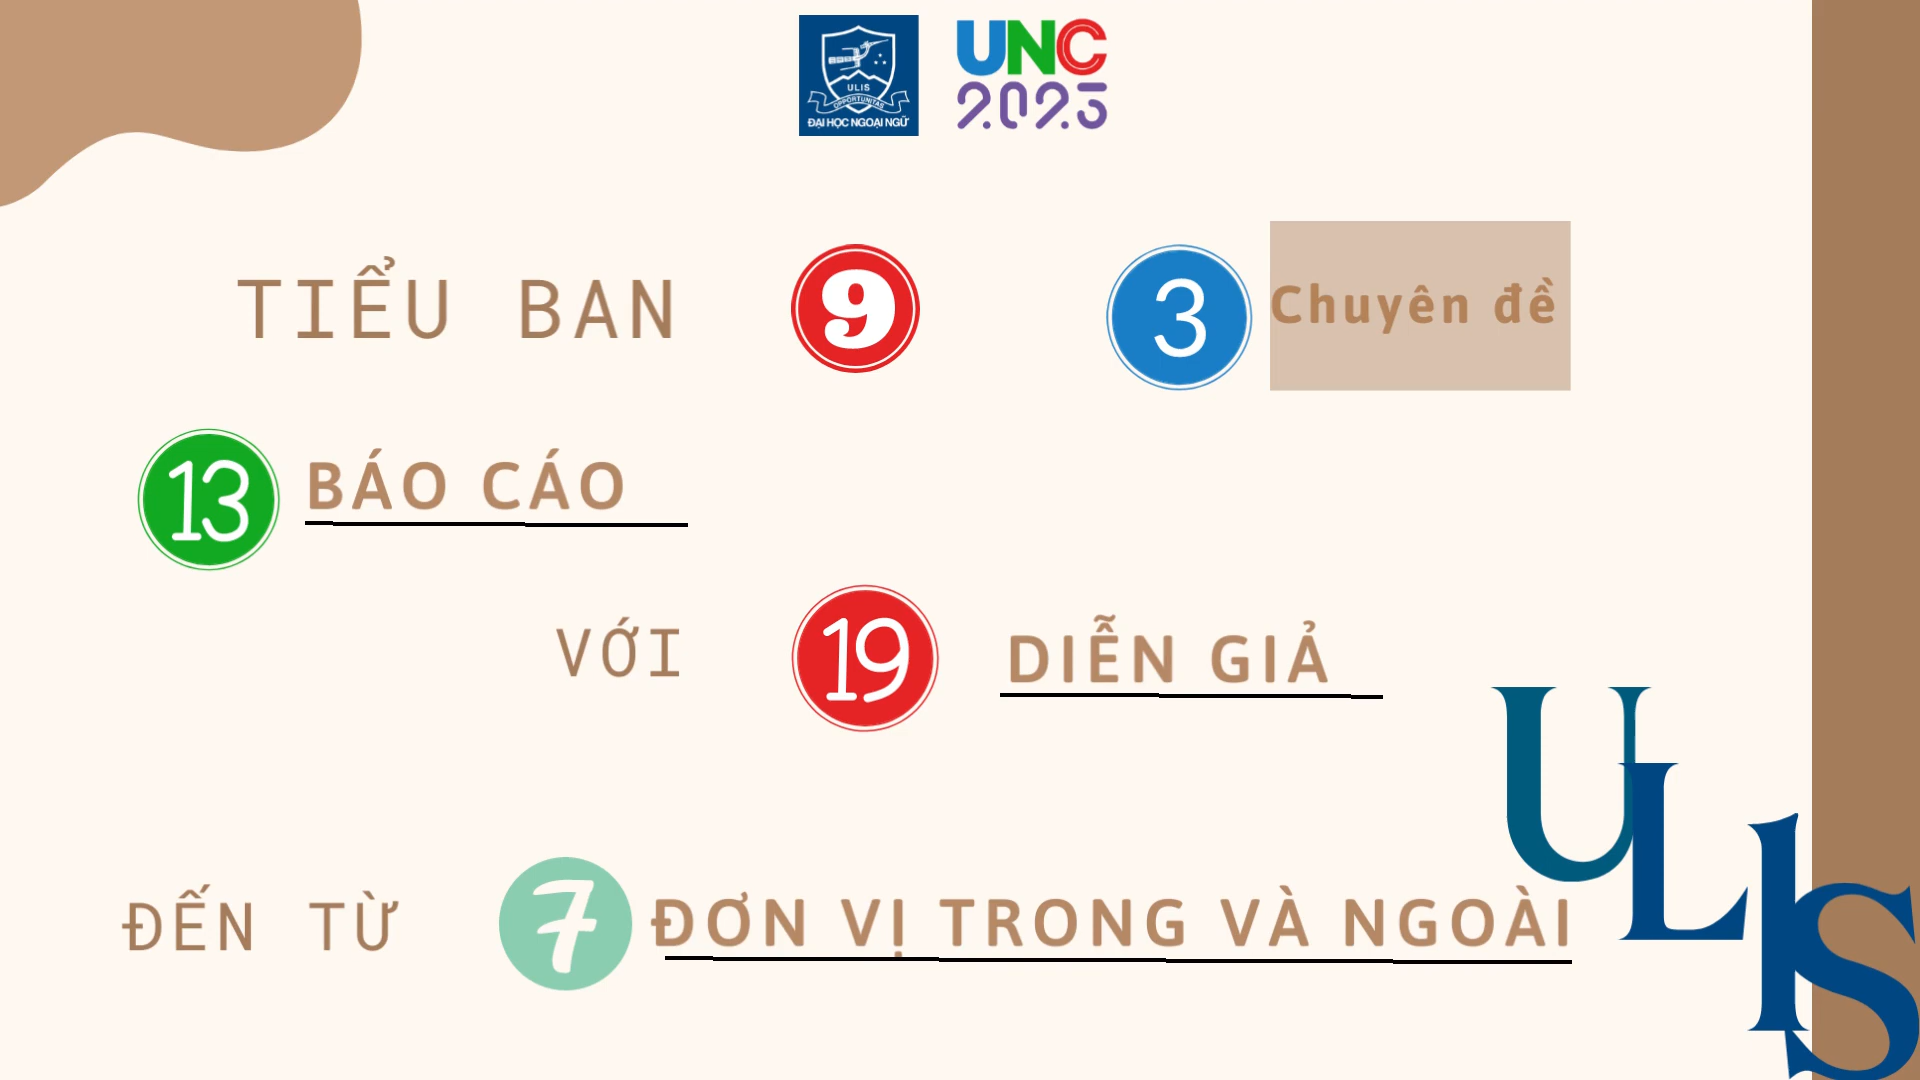 ULIS
OPPORTUNITAS
ĐẠI HỌC NGOẠI NGỮ
UNC
2023
TIỂU BAN 9 3 Chuyên đề
13 BÁO CÁO
VỚI 19 DIỄN GIẢ
ĐẾN TỪ 7 ĐƠN VỊ TRONG VÀ NGOÀI
ULIS